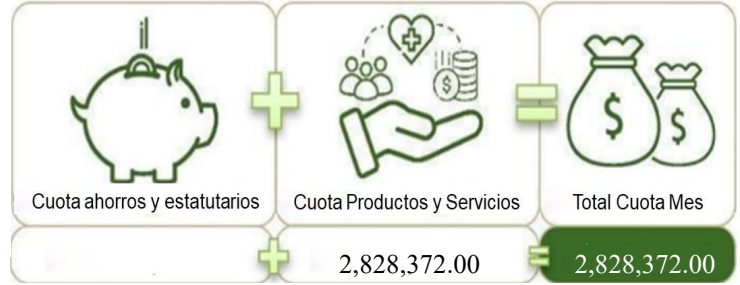 Cuota ahorros y estatutarios
Cuota Productos y Servicios
Total Cuota Mes
2,828,372.00
2,828,372.00